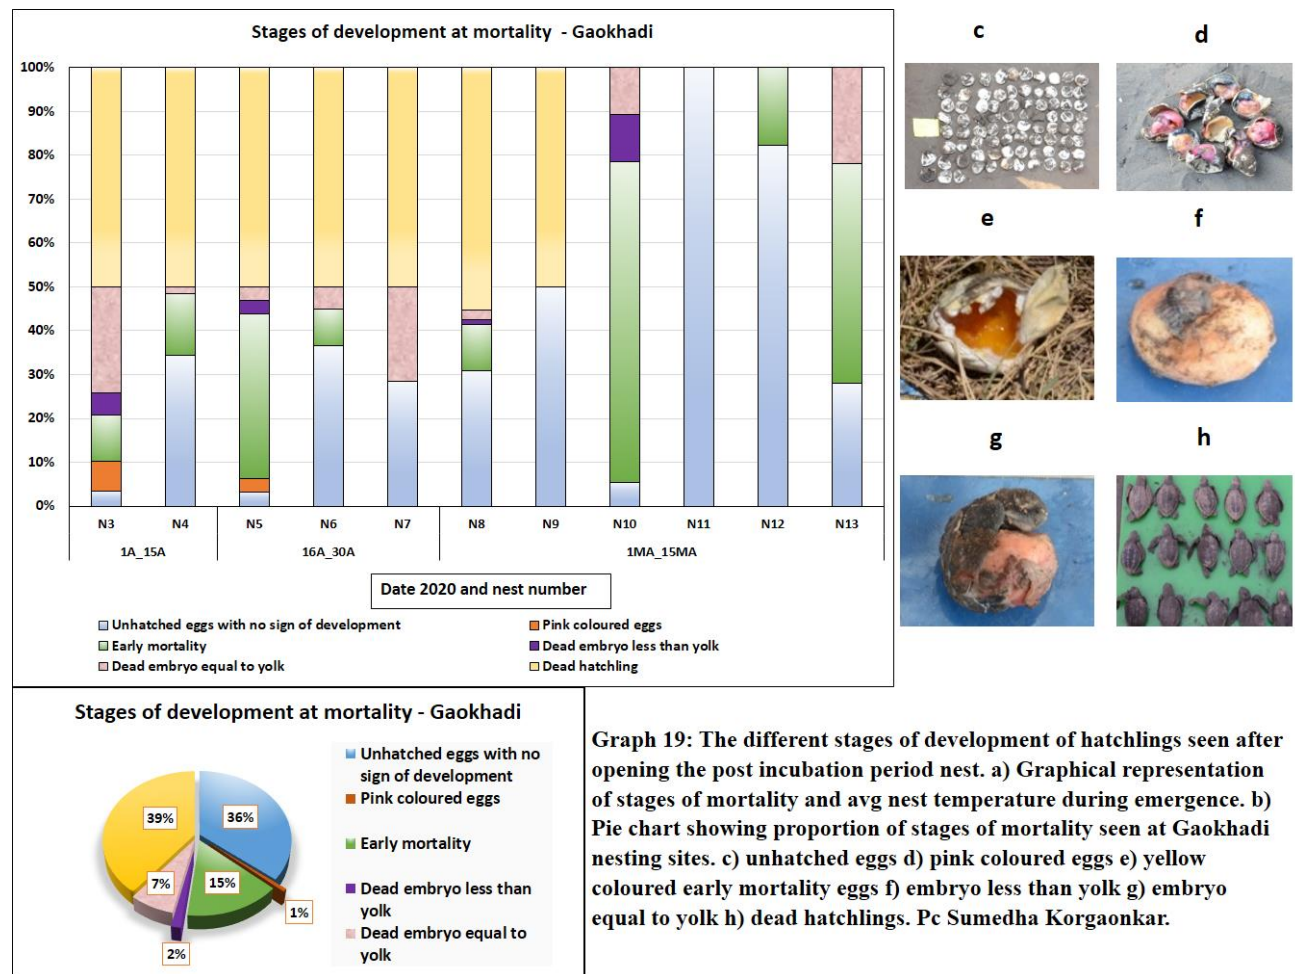 Stages of development at mortality - Gaokhadi
100%
90%
80%
70%
60%
50%
40%
30%
20%
10%
0%
N3 N4 N5 N6 N7 N8 N9 N10 N11 N12 N13
1A_15A 16A_30A 1MA_15MA
Date 2020 and nest number
Unhatched eggs with no sign of development Pink coloured eggs
Early mortality Dead embryo less than yolk
Dead embryo equal to yolk Dead hatchling
c d
e f
g h
Stages of development at mortality - Gaokhadi
39% 36%
7% 15%
1%
2%
Unhatched eggs with no
sign of development
Pink coloured eggs
Early mortality
Dead embryo less than
yolk
Dead embryo equal to
yolk
Graph 19: The different stages of development of hatchlings seen after
opening the post incubation period nest. a) Graphical representation
of stages of mortality and avg nest temperature during emergence. b)
Pie chart showing proportion of stages of mortality seen at Gaokhadi
nesting sites. c) unhatched eggs d) pink coloured eggs e) yellow
coloured early mortality eggs f) embryo less than yolk g) embryo
equal to yolk h) dead hatchlings. Pc Sumedha Korgaonkar.